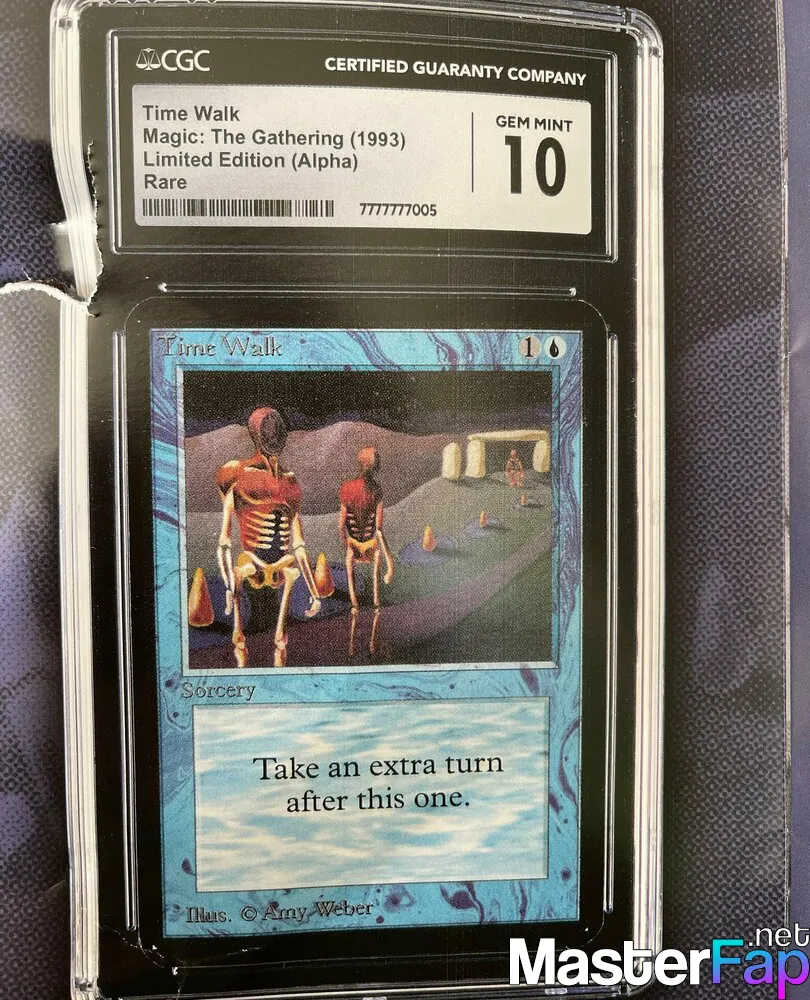 CGC
CERTIFIED GUARANTY COMPANY
Time Walk
Magic: The Gathering (1993)
Limited Edition (Alpha)
Rare
7777777005
GEM MINT
10
Time Walk
1
Sorcery
Take an extra turn
after this one.
Illus. © Amy Weber
.net
MasterFap